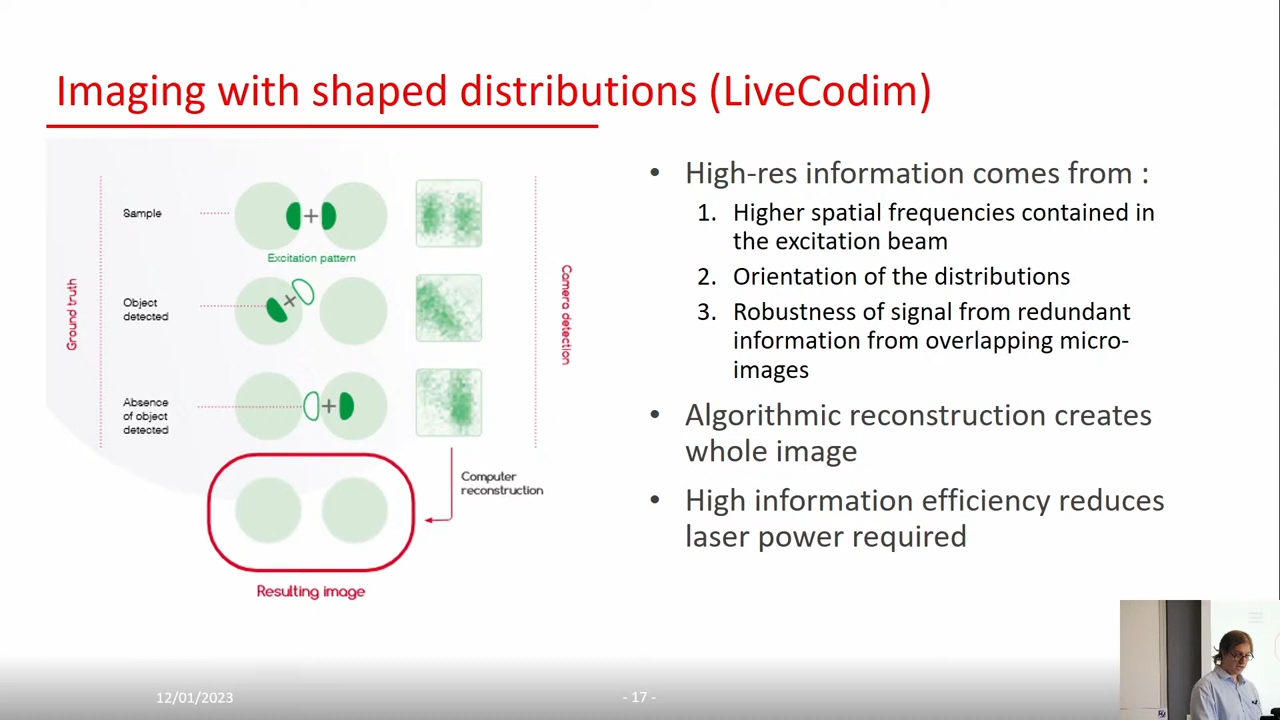 Imaging with shaped distributions (LiveCodim)
Ground truth
Sample
Excitation pattern
Object
detected
Absence
of object
detected
Camera detection
Computer
reconstruction
Resulting image
• High-res information comes from :
1. Higher spatial frequencies contained in
the excitation beam
2. Orientation of the distributions
3. Robustness of signal from redundant
information from overlapping micro-
images
• Algorithmic reconstruction creates
whole image
• High information efficiency reduces
laser power required
12/01/2023
- 17 -